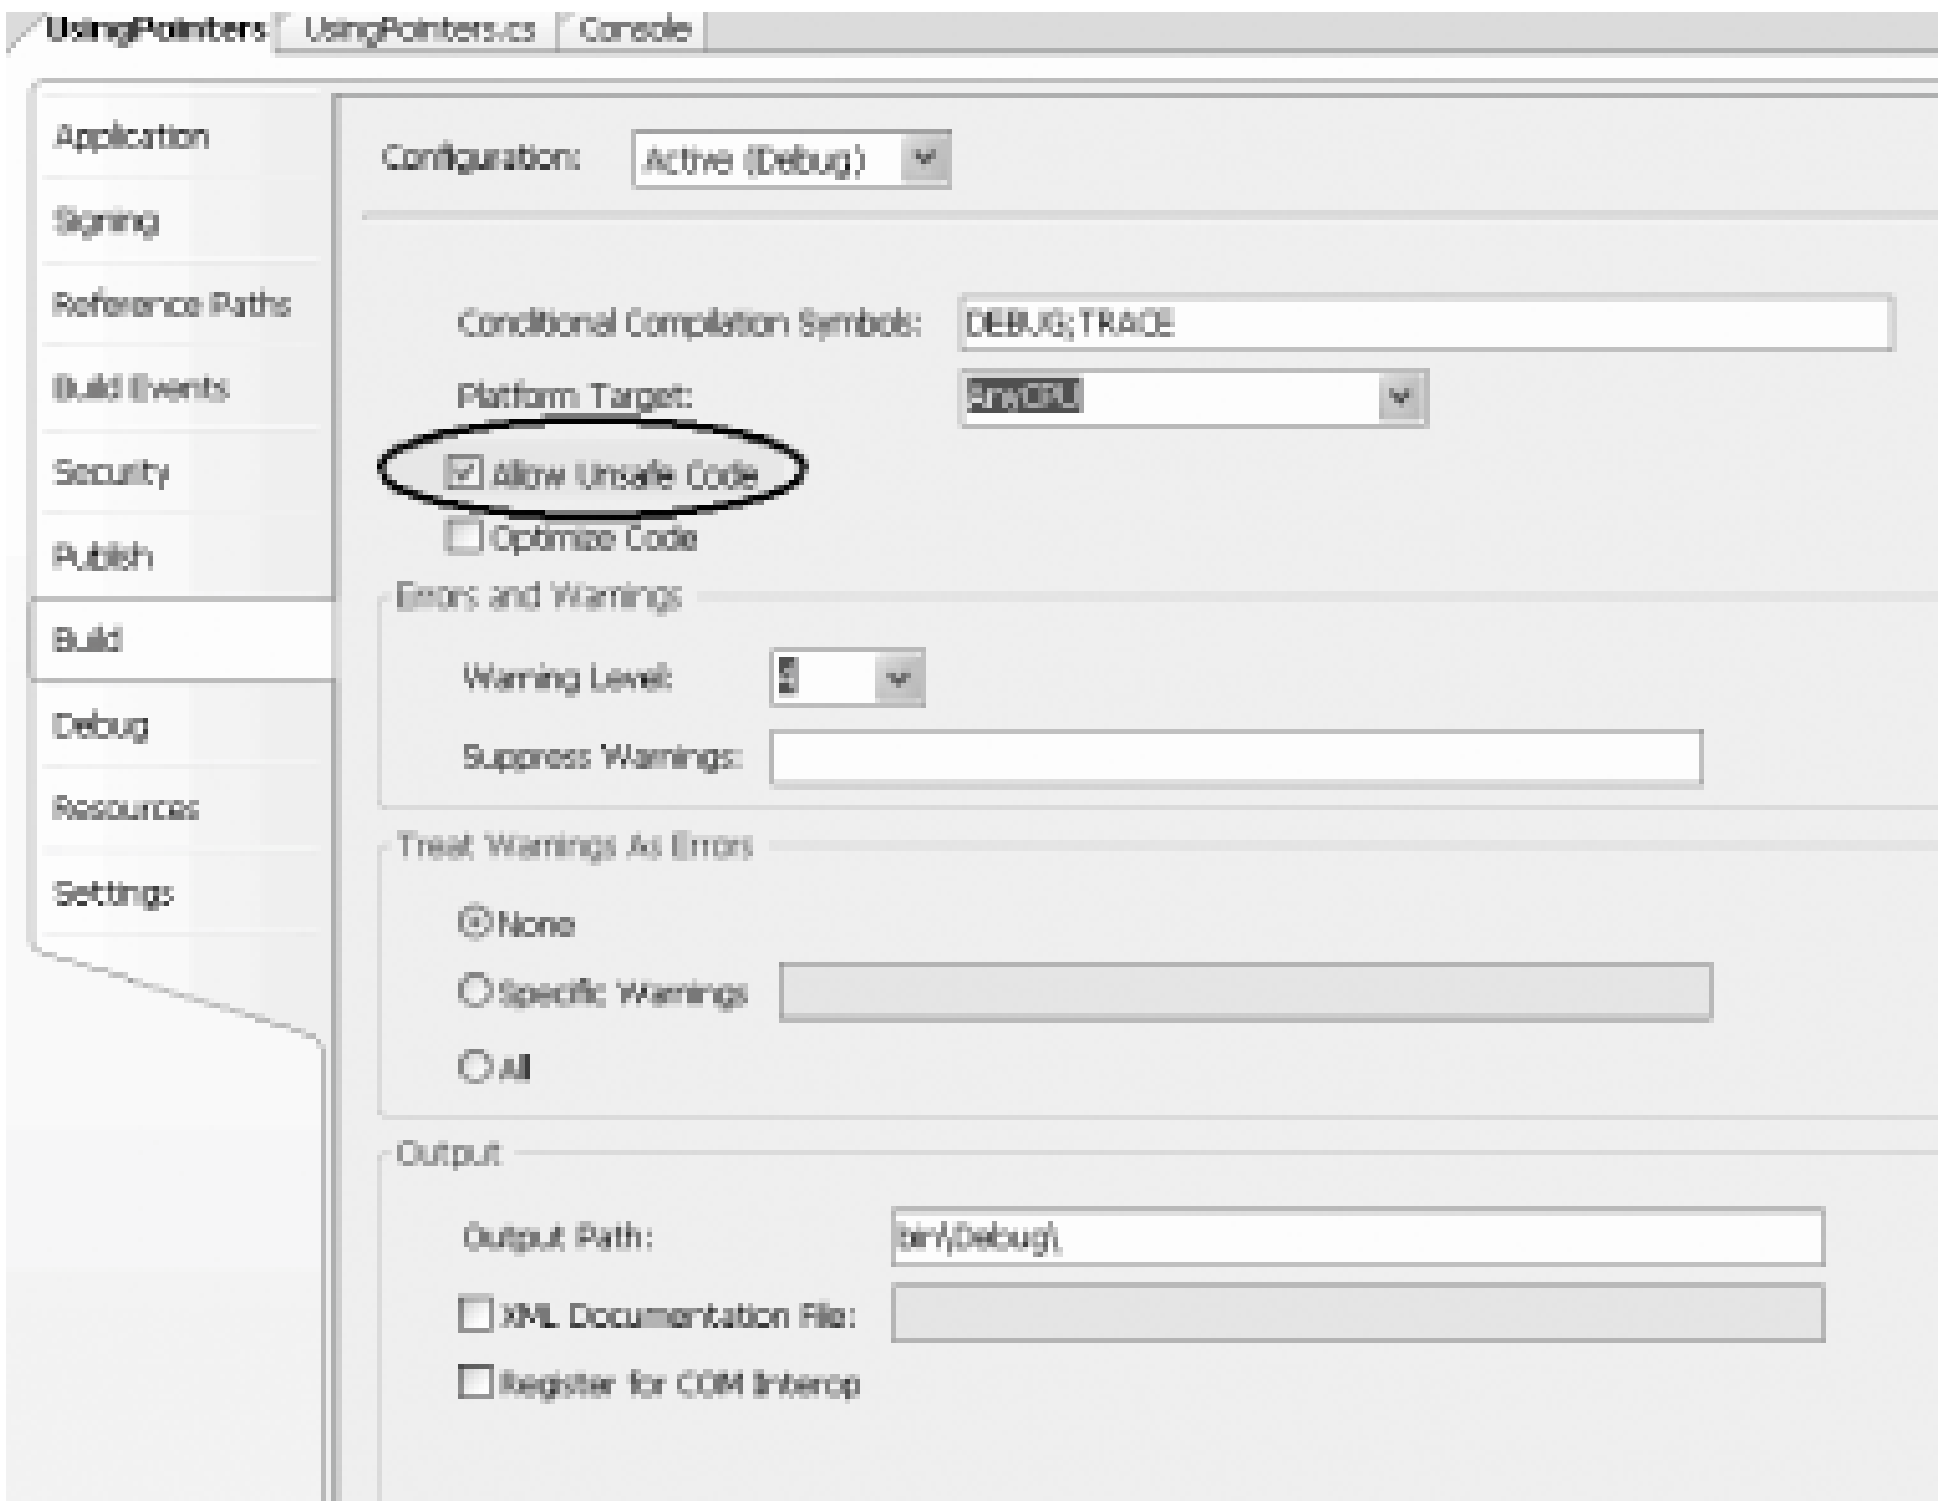 UsingPointers UsingPointers.cs Console
Application
Signing
Reference Paths
Build Events
Security
Publish
Build
Debug
Resources
Settings
Configuration: Active (Debug)
Conditional Compilation Symbols: DEBUG;TRACE
Platform Target: AnyCPU
Allow Unsafe Code
Optimize Code
Errors and Warnings
Warning Level:
Suppress Warnings:
Treat Warnings As Errors
None
Specific Warnings
All
Output
Output Path: bin\Debug\
XML Documentation File:
Register for COM Interop